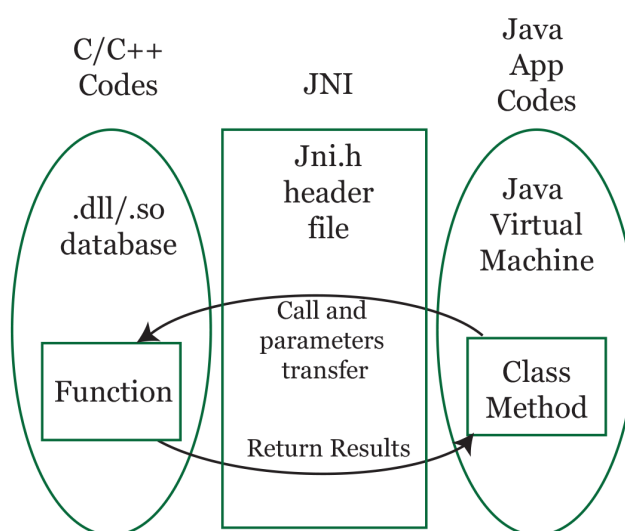 C/C++
Codes
JNI
Java
App
Codes
.dll/.so
database
Jni.h
header
file
Java
Virtual
Machine
Call and
parameters
transfer
Function
Class
Method
Return Results